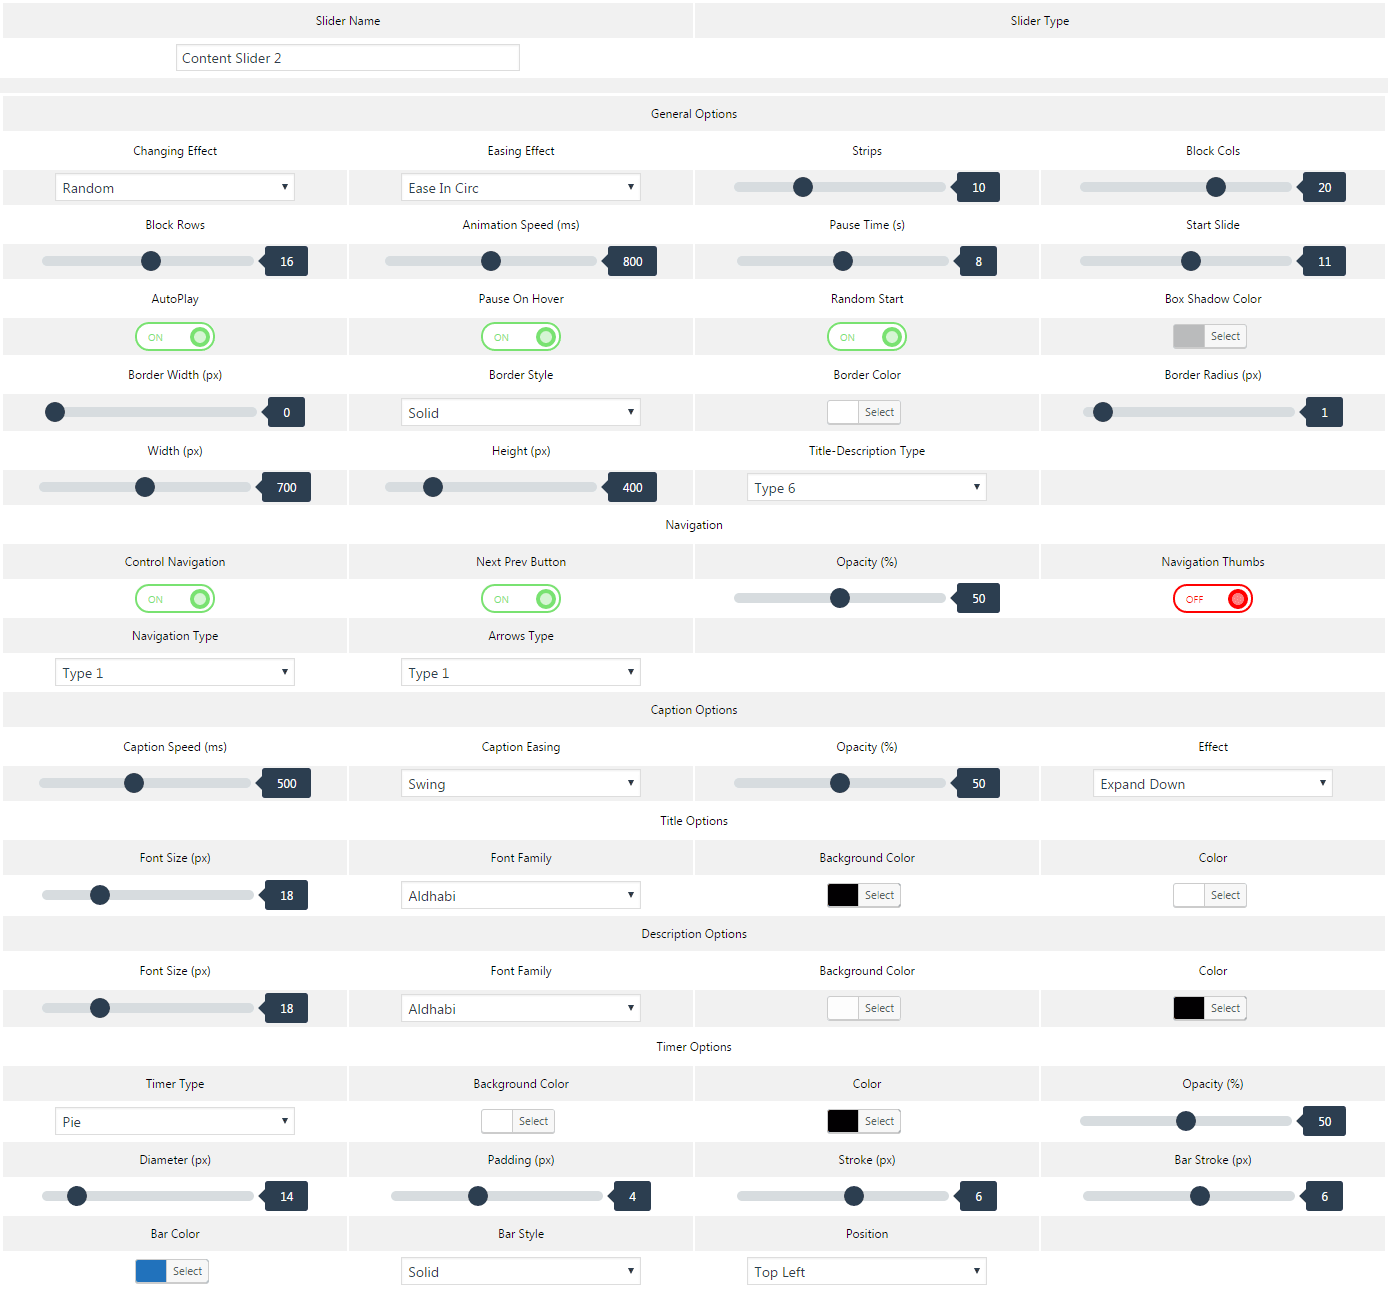 Slider Name Slider Type
Content Slider 2
General Options
Changing Effect Easing Effect Strips Block Cols
Random Ease In Circ 10 20
Block Rows Animation Speed (ms) Pause Time (s) Start Slide
16 800 8 11
AutoPlay Pause On Hover Random Start Box Shadow Color
ON ON ON Select
Border Width (px) Border Style Border Color Border Radius (px)
0 Solid Select 1
Width (px) Height (px) Title-Description Type
700 400 Type 6
Navigation
Control Navigation Next Prev Button Opacity (%) Navigation Thumbs
ON ON 50 OFF
Navigation Type Arrows Type
Type 1 Type 1
Caption Options
Caption Speed (ms) Caption Easing Opacity (%) Effect
500 Swing 50 Expand Down
Title Options
Font Size (px) Font Family Background Color Color
18 Aldhabi Select Select
Description Options
Font Size (px) Font Family Background Color Color
18 Aldhabi Select Select
Timer Options
Timer Type Background Color Color Opacity (%)
Pie Select Select 50
Diameter (px) Padding (px) Stroke (px) Bar Stroke (px)
14 4 6 6
Bar Color Bar Style Position
Select Solid Top Left